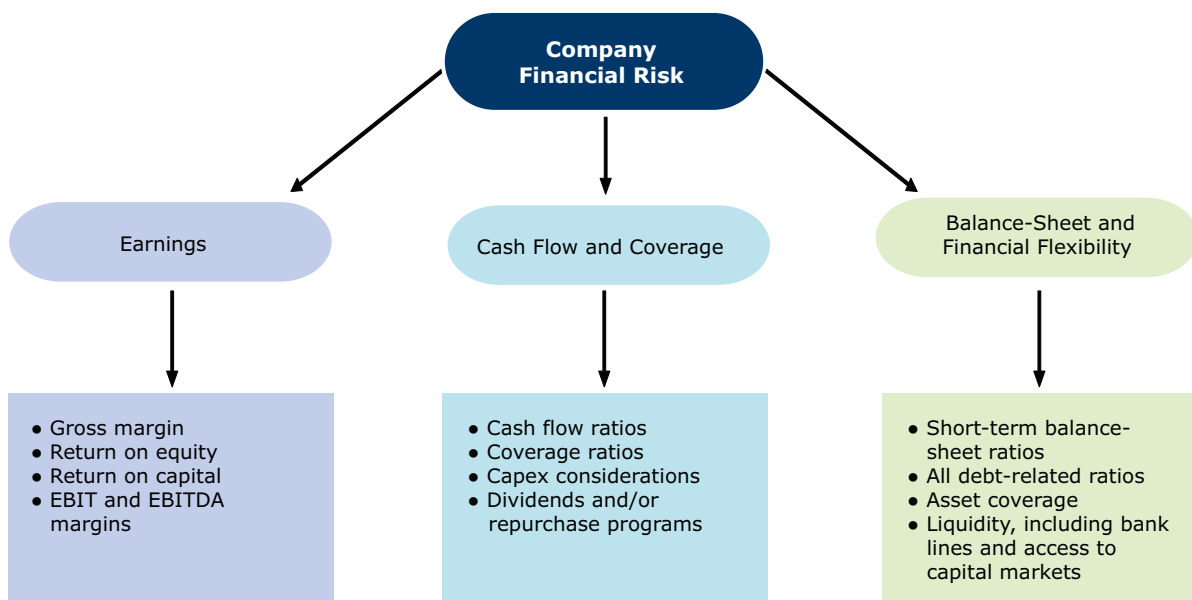 Company
Financial Risk
Earnings
Cash Flow and Coverage
Balance-Sheet and
Financial Flexibility
● Gross margin
● Return on equity
● Return on capital
● EBIT and EBITDA
margins
● Cash flow ratios
● Coverage ratios
● Capex considerations
● Dividends and/or
repurchase programs
● Short-term balance-
sheet ratios
● All debt-related ratios
● Asset coverage
● Liquidity, including bank
lines and access to
capital markets